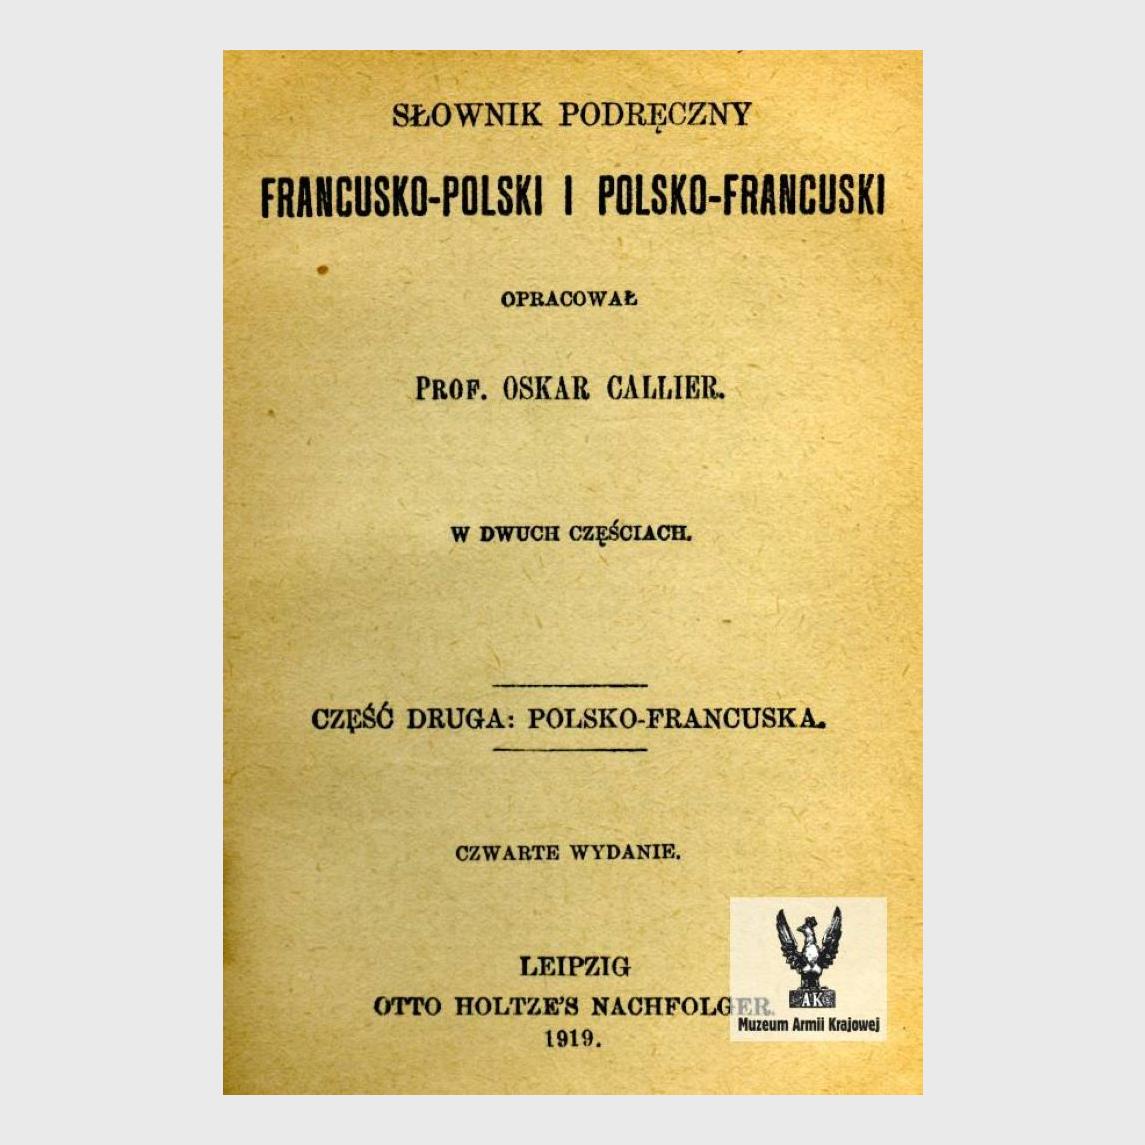 SŁOWNIK PODRĘCZNY
FRANCUSKO-POLSKI I POLSKO-FRANCUSKI
OPRACOWAŁ
PROF. OSKAR CALLIER.
W DWUCH CZĘŚCIACH.
CZĘŚĆ DRUGA: POLSKO-FRANCUSKA.
CZWARTE WYDANIE.
LEIPZIG
OTTO HOLTZE'S NACHFOLGER.
1919.
AK
Muzeum Armii Krajowej